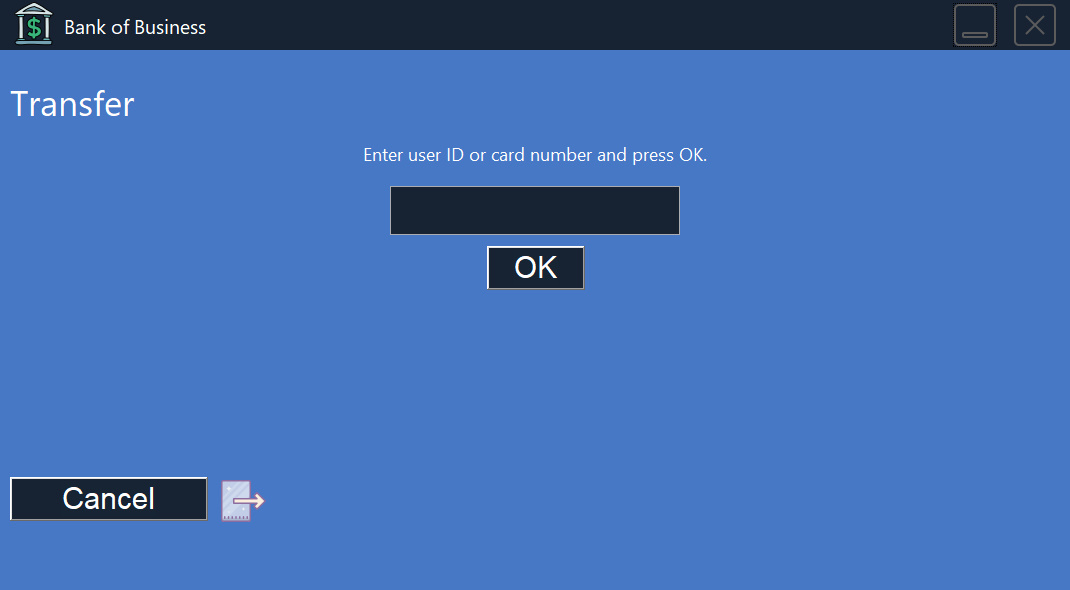 Bank of Business
Transfer
Enter user ID or card number and press OK.
OK
Cancel